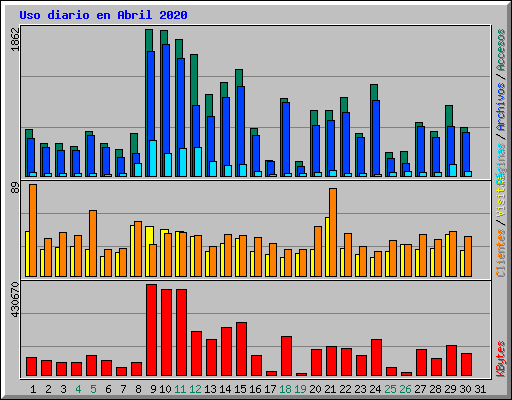 Uso diario en Abril 2020
1862
89
430670
Accesos / Archivos / Páginas
Clientes / Visitas
KBytes
1 2 3 4 5 6 7 8 9 10 11 12 13 14 15 16 17 18 19 20 21 22 23 24 25 26 27 28 29 30 31